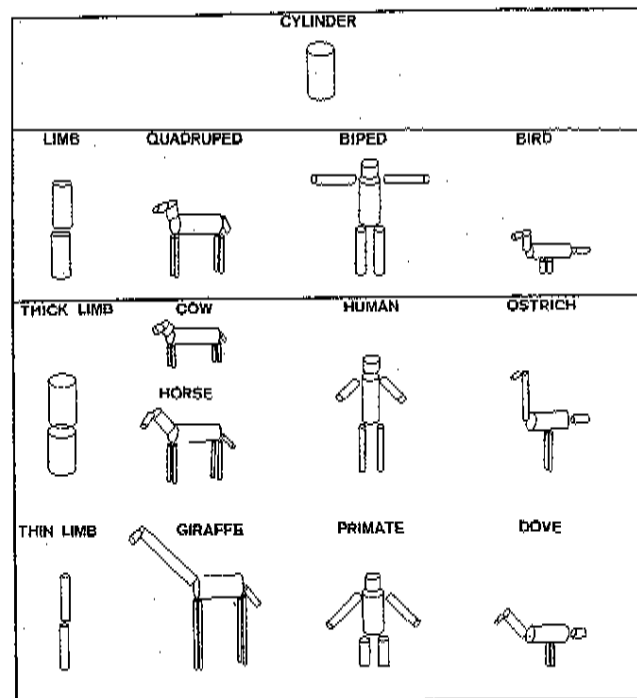 CYLINDER
LIMB QUADRUPED BIPED BIRD
THICK LIMB COW HUMAN OSTRICH
HORSE
THIN LIMB GIRAFFE PRIMATE DOVE